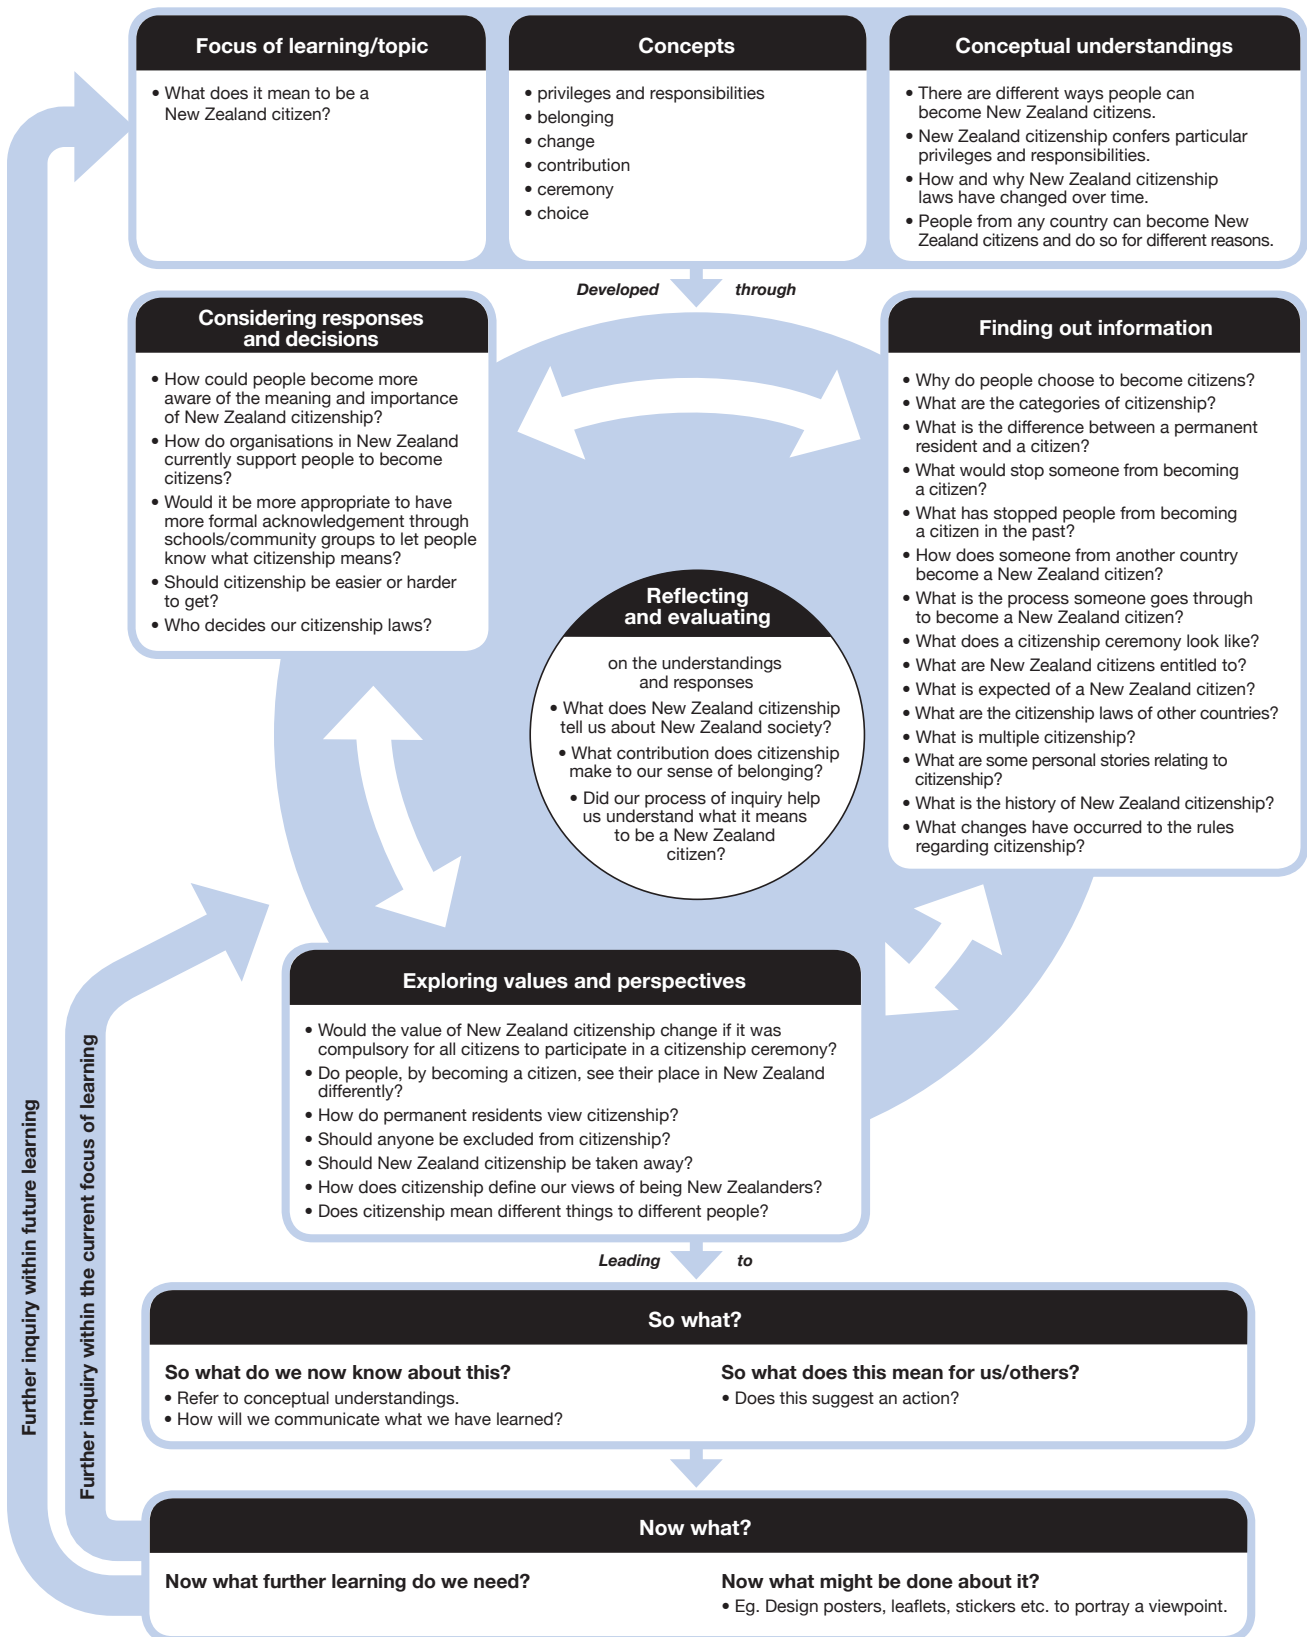 Focus of learning/topic
• What does it mean to be a
New Zealand citizen?
Concepts
• privileges and responsibilities
• belonging
• change
• contribution
• ceremony
• choice
Conceptual understandings
• There are different ways people can
become New Zealand citizens.
• New Zealand citizenship confers particular
privileges and responsibilities.
• How and why New Zealand citizenship
laws have changed over time.
• People from any country can become New
Zealand citizens and do so for different reasons.
Developed through
Considering responses
and decisions
• How could people become more
aware of the meaning and importance
of New Zealand citizenship?
• How do organisations in New Zealand
currently support people to become
citizens?
• Would it be more appropriate to have
more formal acknowledgement through
schools/community groups to let people
know what citizenship means?
• Should citizenship be easier or harder
to get?
• Who decides our citizenship laws?
Finding out information
• Why do people choose to become citizens?
• What are the categories of citizenship?
• What is the difference between a permanent
resident and a citizen?
• What would stop someone from becoming
a citizen?
• What has stopped people from becoming
a citizen in the past?
• How does someone from another country
become a New Zealand citizen?
• What is the process someone goes through
to become a New Zealand citizen?
• What does a citizenship ceremony look like?
• What are New Zealand citizens entitled to?
• What is expected of a New Zealand citizen?
• What are the citizenship laws of other countries?
• What is multiple citizenship?
• What are some personal stories relating to
citizenship?
• What is the history of New Zealand citizenship?
• What changes have occurred to the rules
regarding citizenship?
Reflecting
and evaluating
on the understandings
and responses
• What does New Zealand citizenship
tell us about New Zealand society?
• What contribution does citizenship
make to our sense of belonging?
• Did our process of inquiry help
us understand what it means
to be a New Zealand
citizen?
Exploring values and perspectives
• Would the value of New Zealand citizenship change if it was
compulsory for all citizens to participate in a citizenship ceremony?
• Do people, by becoming a citizen, see their place in New Zealand
differently?
• How do permanent residents view citizenship?
• Should anyone be excluded from citizenship?
• Should New Zealand citizenship be taken away?
• How does citizenship define our views of being New Zealanders?
• Does citizenship mean different things to different people?
Leading to
So what?
So what do we now know about this?
• Refer to conceptual understandings.
• How will we communicate what we have learned?
So what does this mean for us/others?
• Does this suggest an action?
Now what?
Now what further learning do we need?
Now what might be done about it?
• Eg. Design posters, leaflets, stickers etc. to portray a viewpoint.
Further inquiry within future learning
Further inquiry within the current focus of learning